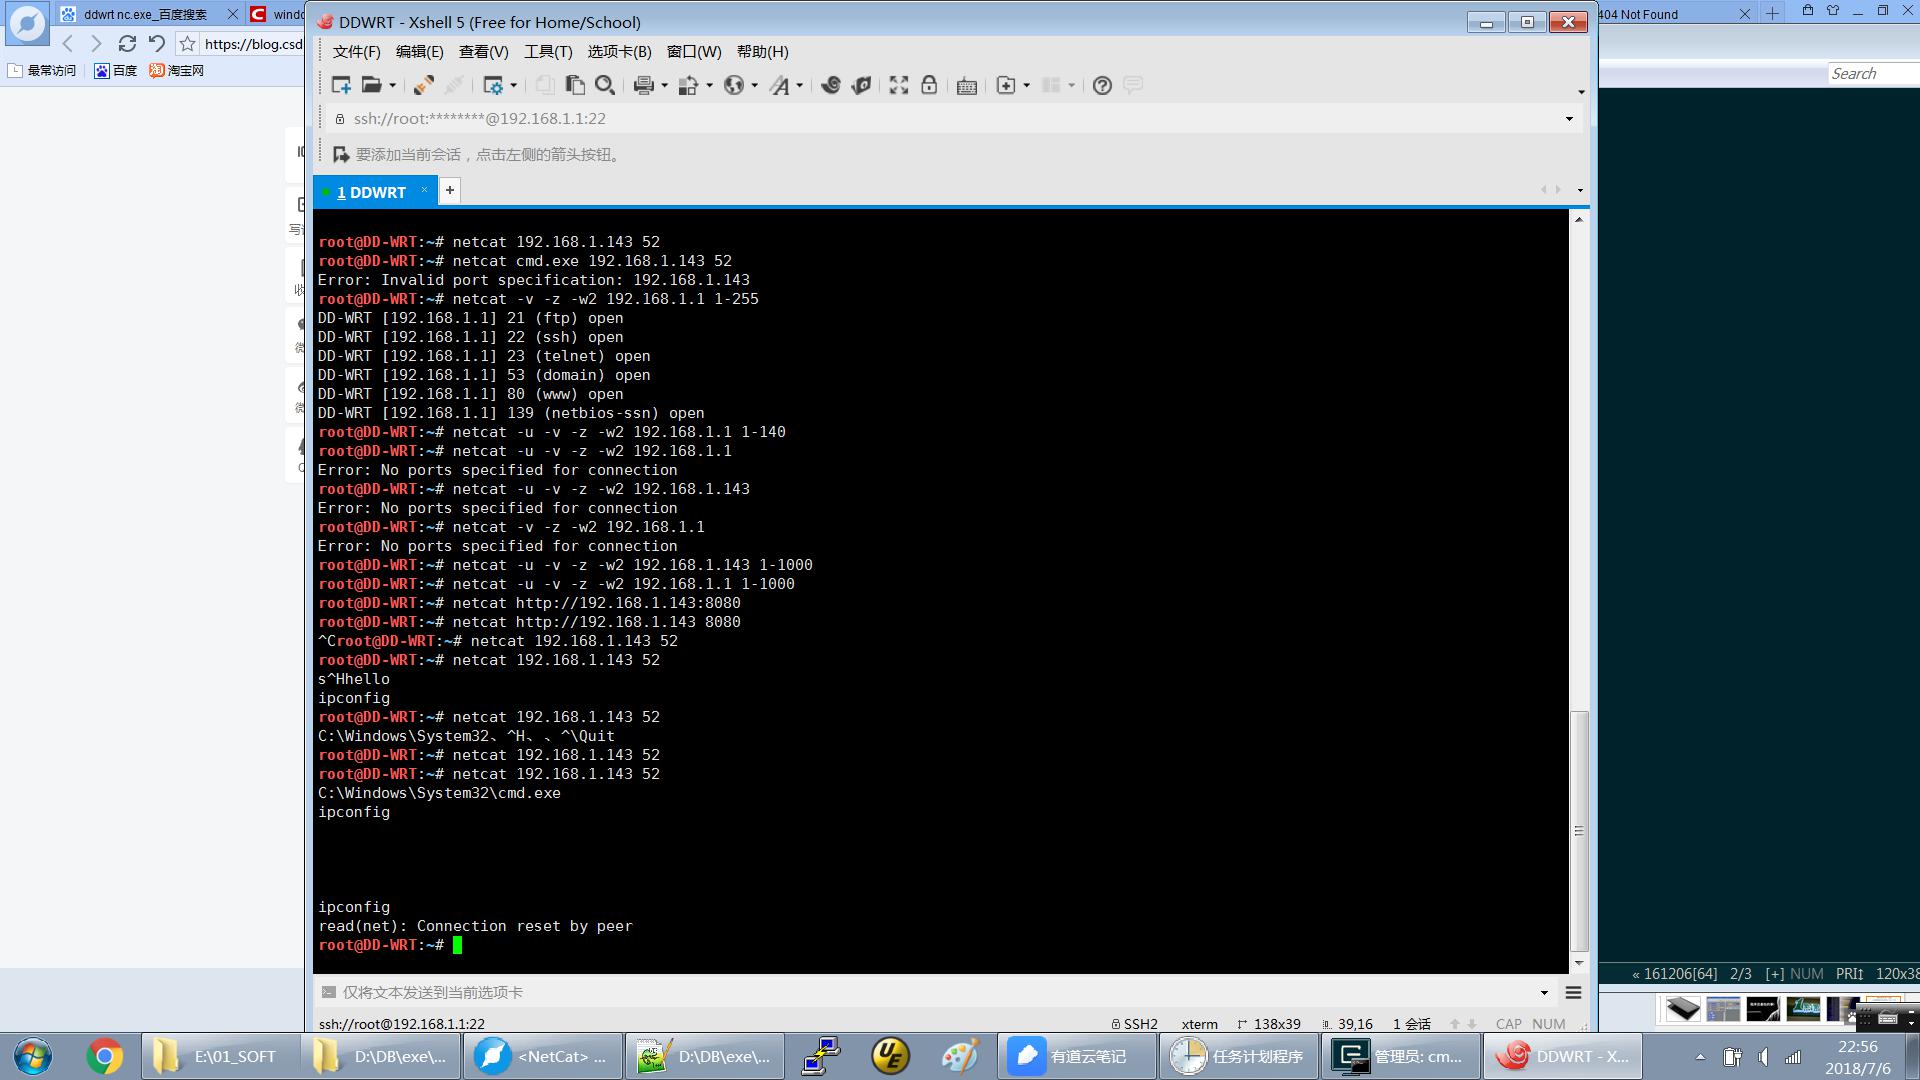 ddwrt nc.exe_百度搜索
windo
DDWRT - Xshell 5 (Free for Home/School)
404 Not Found
https://blog.csd
文件(F) 编辑(E) 查看(V) 工具(T) 选项卡(B) 窗口(W) 帮助(H)
最常访问 百度 淘宝网
Search
ssh://root:********@192.168.1.1:22
要添加当前会话，点击左侧的箭头按钮。
1 DDWRT
root@DD-WRT:~# netcat 192.168.1.143 52
root@DD-WRT:~# netcat cmd.exe 192.168.1.143 52
Error: Invalid port specification: 192.168.1.143
root@DD-WRT:~# netcat -v -z -w2 192.168.1.1 1-255
DD-WRT [192.168.1.1] 21 (ftp) open
DD-WRT [192.168.1.1] 22 (ssh) open
DD-WRT [192.168.1.1] 23 (telnet) open
DD-WRT [192.168.1.1] 53 (domain) open
DD-WRT [192.168.1.1] 80 (www) open
DD-WRT [192.168.1.1] 139 (netbios-ssn) open
root@DD-WRT:~# netcat -u -v -z -w2 192.168.1.1 1-140
root@DD-WRT:~# netcat -u -v -z -w2 192.168.1.1
Error: No ports specified for connection
root@DD-WRT:~# netcat -u -v -z -w2 192.168.1.143
Error: No ports specified for connection
root@DD-WRT:~# netcat -v -z -w2 192.168.1.1
Error: No ports specified for connection
root@DD-WRT:~# netcat -u -v -z -w2 192.168.1.143 1-1000
root@DD-WRT:~# netcat -u -v -z -w2 192.168.1.1 1-1000
root@DD-WRT:~# netcat http://192.168.1.143:8080
root@DD-WRT:~# netcat http://192.168.1.143 8080
^Croot@DD-WRT:~# netcat 192.168.1.143 52
root@DD-WRT:~# netcat 192.168.1.143 52
s^Hhello
ipconfig
root@DD-WRT:~# netcat 192.168.1.143 52
C:\Windows\System32、^H、、^\Quit
root@DD-WRT:~# netcat 192.168.1.143 52
root@DD-WRT:~# netcat 192.168.1.143 52
C:\Windows\System32\cmd.exe
ipconfig
ipconfig
read(net): Connection reset by peer
root@DD-WRT:~#
« 161206[64] 2/3 [+] NUM PRI↕ 120x38
仅将文本发送到当前选项卡
ssh://root@192.168.1.1:22 SSH2 xterm 138x39 39,16 1 会话 CAP NUM
E:\01_SOFT D:\DB\exe\... <NetCat> ... D:\DB\exe\... 有道云笔记 任务计划程序 管理员: cm... DDWRT - X...
22:56
2018/7/6